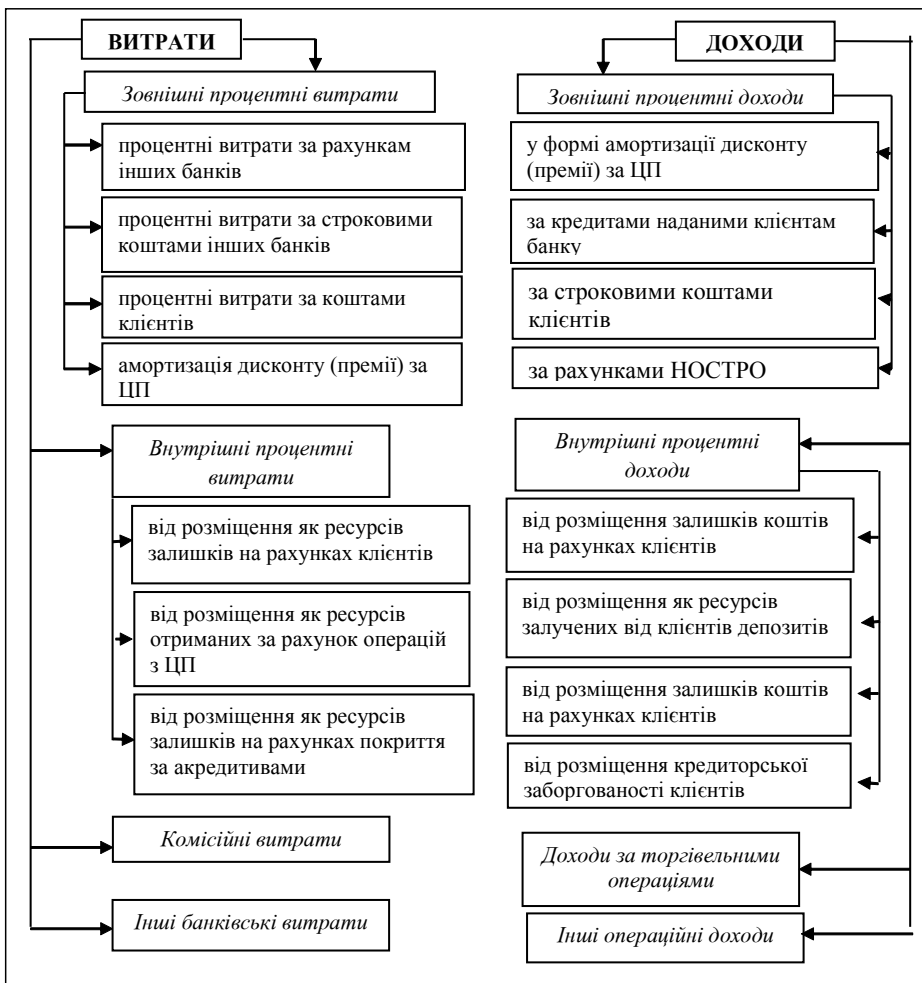 ВИТРАТИ
Зовнішні процентні витрати
процентні витрати за рахункам
інших банків
процентні витрати за строковими
коштами інших банків
процентні витрати за коштами
клієнтів
амортизація дисконту (премії) за
ЦП
Внутрішні процентні
витрати
від розміщення як ресурсів
залишків на рахунках клієнтів
від розміщення як ресурсів
отриманих за рахунок операцій
з ЦП
від розміщення як ресурсів
залишків на рахунках покриття
за акредитивами
Комісійні витрати
Інші банківські витрати
ДОХОДИ
Зовнішні процентні доходи
у формі амортизації дисконту
(премії) за ЦП
за кредитами наданими клієнтам
банку
за строковими коштами
клієнтів
за рахунками НОСТРО
Внутрішні процентні
доходи
від розміщення залишків коштів
на рахунках клієнтів
від розміщення як ресурсів
залучених від клієнтів депозитів
від розміщення залишків коштів
на рахунках клієнтів
від розміщення кредиторської
заборгованості клієнтів
Доходи за торгівельними
операціями
Інші операційні доходи